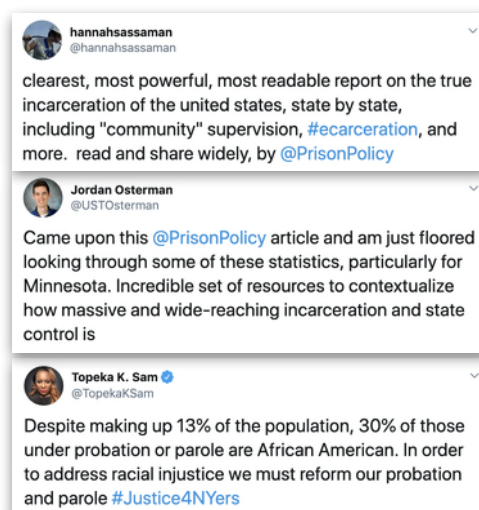 hannahsassaman
@hannahsassaman
clearest, most powerful, most readable report on the true
incarceration of the united states, state by state,
including "community" supervision, #ecarceration, and
more.  read and share widely, by @PrisonPolicy
Jordan Osterman
@USTOsterman
Came upon this @PrisonPolicy article and am just floored
looking through some of these statistics, particularly for
Minnesota. Incredible set of resources to contextualize
how massive and wide-reaching incarceration and state
control is
Topeka K. Sam
@TopekaKSam
Despite making up 13% of the population, 30% of those
under probation or parole are African American. In order
to address racial injustice we must reform our probation
and parole #Justice4NYers